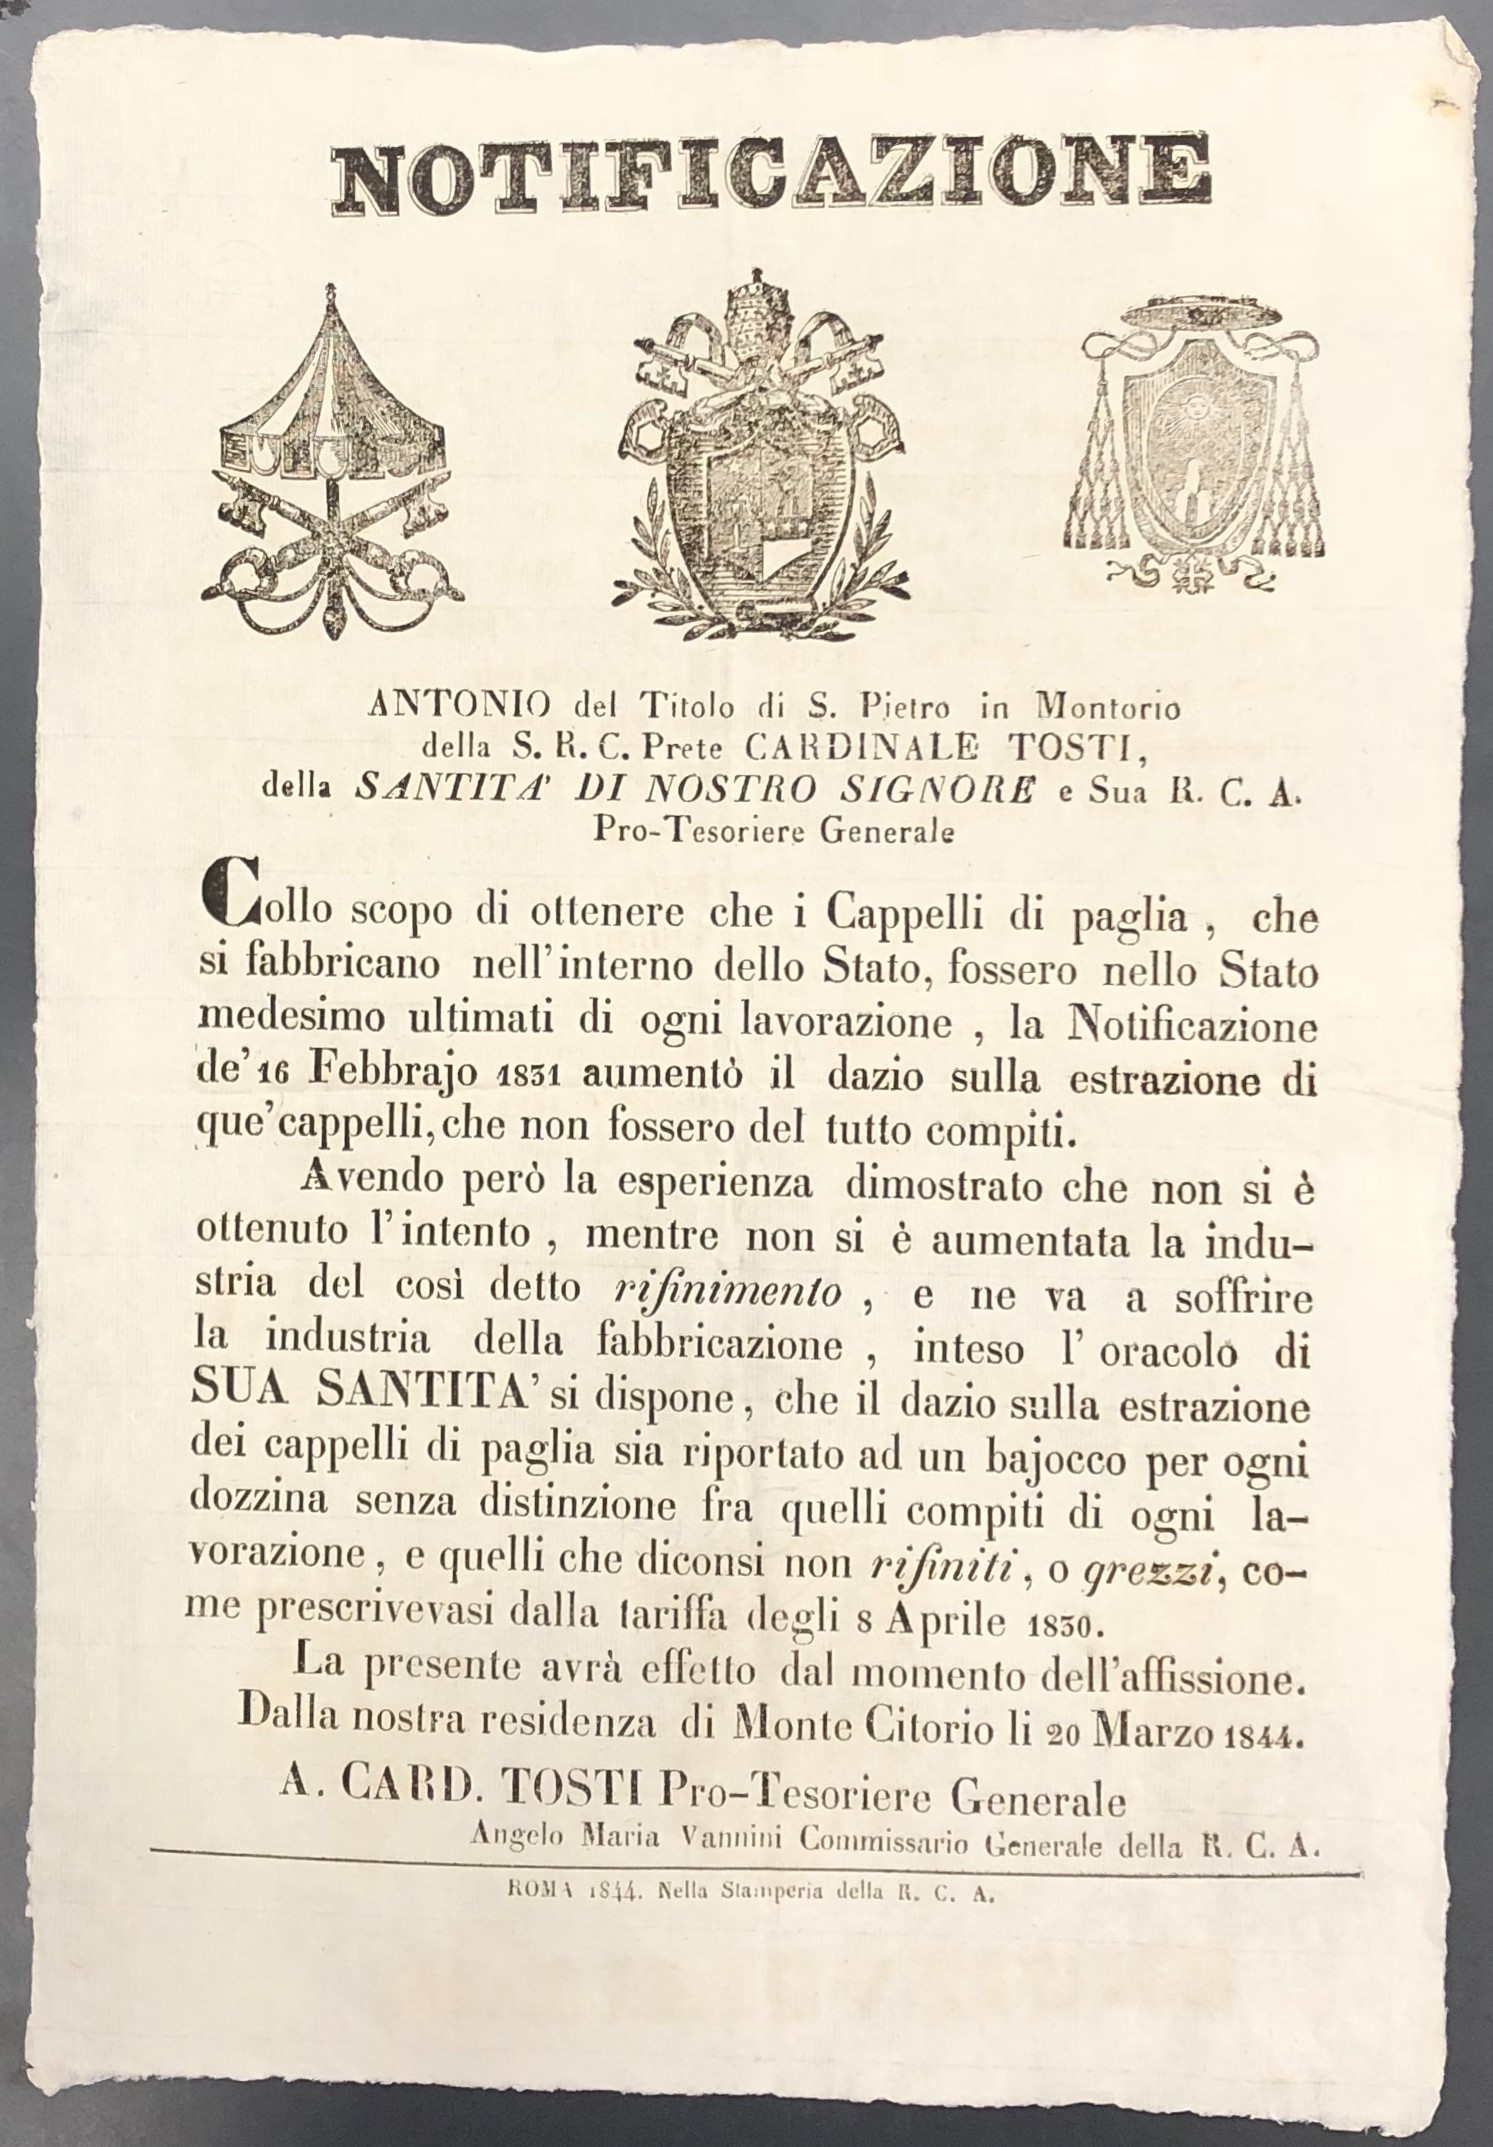 NOTIFICAZIONE
ANTONIO del Titolo di S. Pietro in Montorio
della S. R. C. Prete CARDINALE TOSTI,
della SANTITA' DI NOSTRO SIGNORE e Sua R. C. A.
Pro-Tesoriere Generale
Collo scopo di ottenere che i Cappelli di paglia , che
si fabbricano nell'interno dello Stato, fossero nello Stato
medesimo ultimati di ogni lavorazione , la Notificazione
de' 16 Febbrajo 1831 aumentò il dazio sulla estrazione di
que' cappelli, che non fossero del tutto compiti.
Avendo però la esperienza dimostrato che non si è
ottenuto l'intento , mentre non si è aumentata la indu-
stria del così detto rifinimento , e ne va a soffrire
la industria della fabbricazione , inteso l' oracolo di
SUA SANTITA' si dispone, che il dazio sulla estrazione
dei cappelli di paglia sia riportato ad un bajocco per ogni
dozzina senza distinzione fra quelli compiti di ogni la-
vorazione, e quelli che diconsi non rifiniti, o grezzi, co-
me prescrivevasi dalla tariffa degli 8 Aprile 1830.
La presente avrà effetto dal momento dell'affissione.
Dalla nostra residenza di Monte Citorio li 20 Marzo 1844.
A. CARD. TOSTI Pro-Tesoriere Generale
Angelo Maria Vannini Commissario Generale della R. C. A.
ROMA 1844. Nella Stamperia della R. C. A.